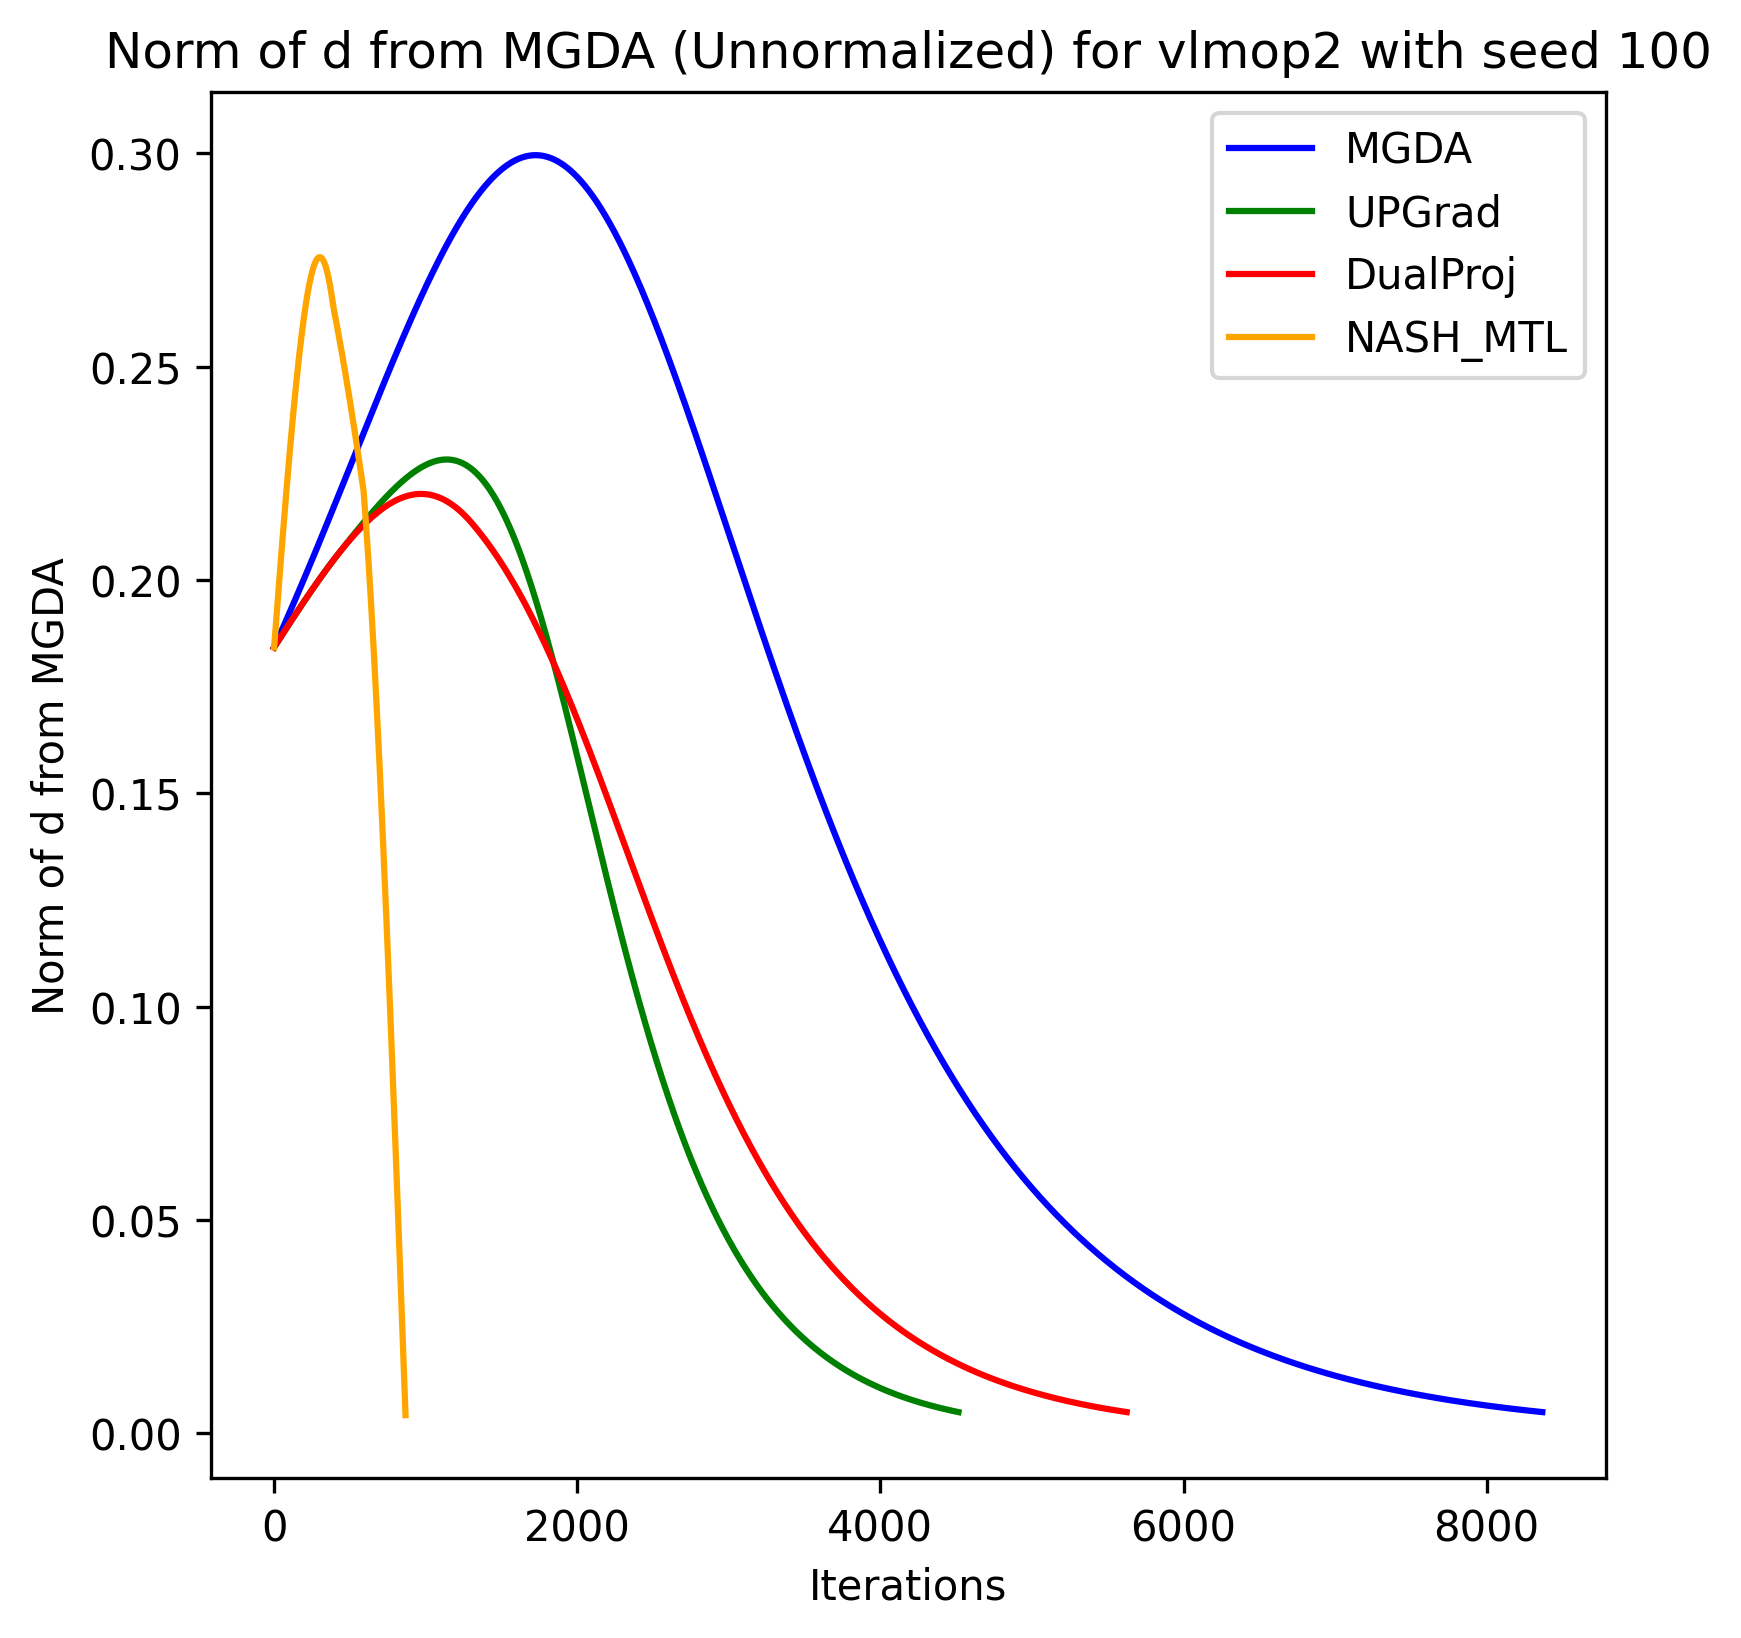 Norm of d from MGDA (Unnormalized) for vlmop2 with seed 100
MGDA
UPGrad
DualProj
NASH_MTL
Norm of d from MGDA
0.30
0.25
0.20
0.15
0.10
0.05
0.00
0 2000 4000 6000 8000
Iterations